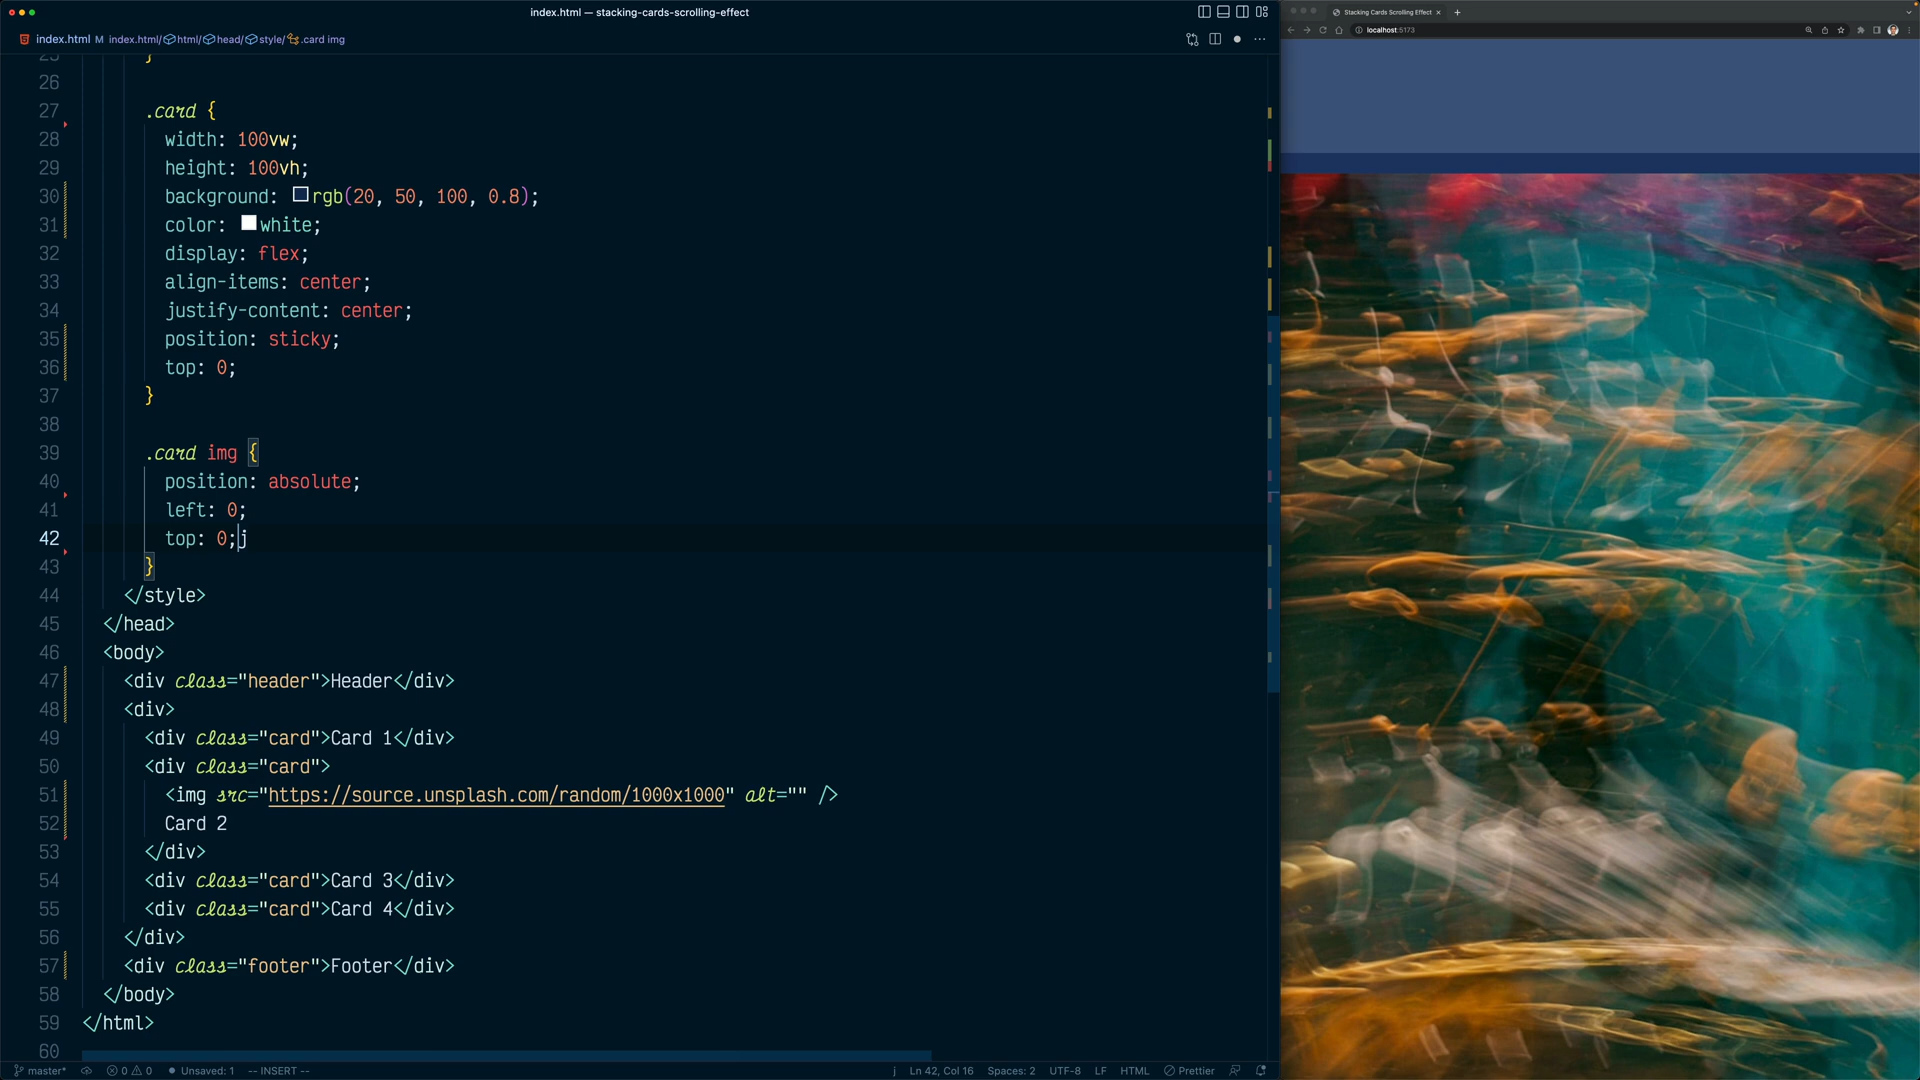 index.html — stacking-cards-scrolling-effect
index.html M index.html/html/head/style/.card img
25 }
26
27 .card {
28 width: 100vw;
29 height: 100vh;
30 background: rgb(20, 50, 100, 0.8);
31 color: white;
32 display: flex;
33 align-items: center;
34 justify-content: center;
35 position: sticky;
36 top: 0;
37 }
38
39 .card img {
40 position: absolute;
41 left: 0;
42 top: 0;j
43 }
44 </style>
45 </head>
46 <body>
47 <div class="header">Header</div>
48 <div>
49 <div class="card">Card 1</div>
50 <div class="card">
51 <img src="https://source.unsplash.com/random/1000x1000" alt="" />
52 Card 2
53 </div>
54 <div class="card">Card 3</div>
55 <div class="card">Card 4</div>
56 </div>
57 <div class="footer">Footer</div>
58 </body>
59 </html>
60
master* 0 0 Unsaved: 1 -- INSERT -- j Ln 42, Col 16 Spaces: 2 UTF-8 LF HTML Prettier
Stacking Cards Scrolling Effect
localhost:5173